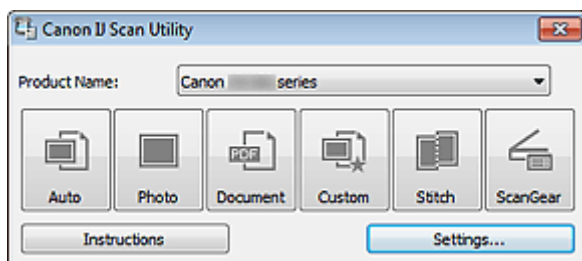 Canon IJ Scan Utility
Product Name: Canon series
Auto Photo PDF Document Custom Stitch ScanGear
Instructions Settings...